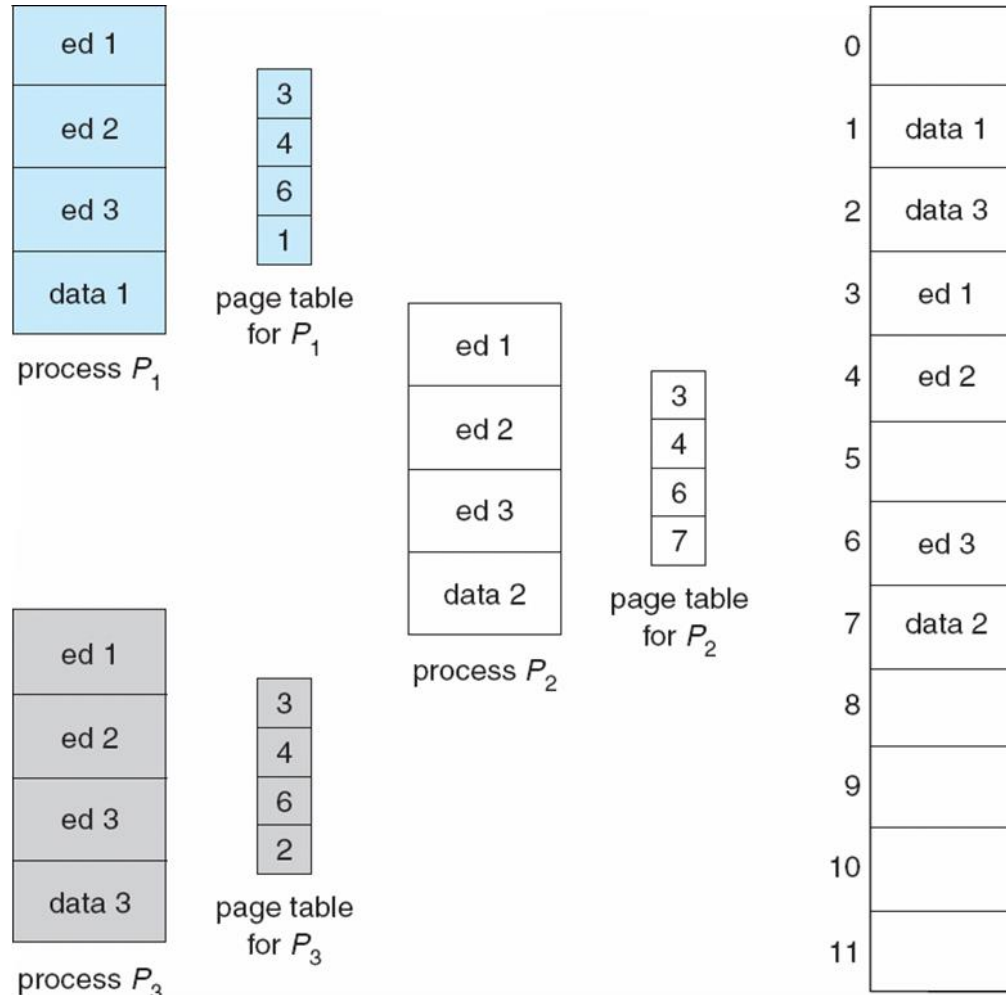 ed 1
ed 2
ed 3
data 1
process P₁
3
4
6
1
page table
for P₁
ed 1
ed 2
ed 3
data 2
process P₂
3
4
6
7
page table
for P₂
ed 1
ed 2
ed 3
data 3
process P₃
3
4
6
2
page table
for P₃
0
1 data 1
2 data 3
3 ed 1
4 ed 2
5
6 ed 3
7 data 2
8
9
10
11